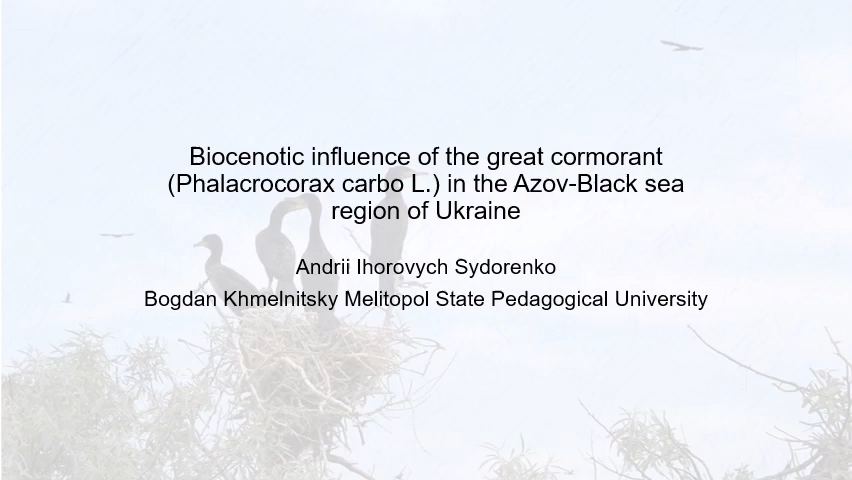 Biocenotic influence of the great cormorant
(Phalacrocorax carbo L.) in the Azov-Black sea
region of Ukraine
Andrii Ihorovych Sydorenko
Bogdan Khmelnitsky Melitopol State Pedagogical University